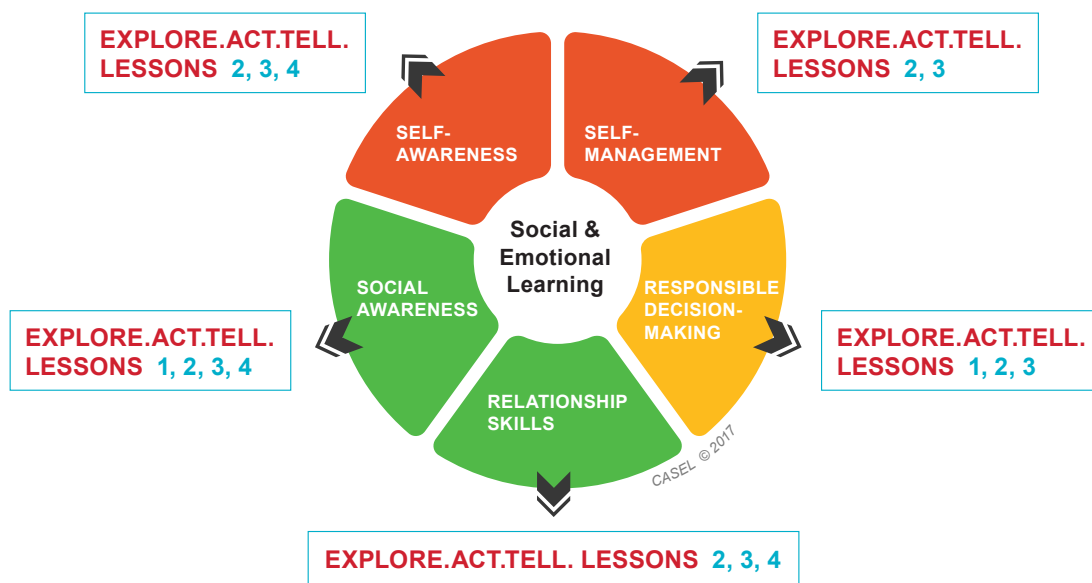 EXPLORE.ACT.TELL.
LESSONS 2, 3, 4
EXPLORE.ACT.TELL.
LESSONS 2, 3
SELF-
AWARENESS
SELF-
MANAGEMENT
Social &
Emotional
Learning
SOCIAL
AWARENESS
RESPONSIBLE
DECISION-
MAKING
EXPLORE.ACT.TELL.
LESSONS 1, 2, 3, 4
EXPLORE.ACT.TELL.
LESSONS 1, 2, 3
RELATIONSHIP
SKILLS
CASEL © 2017
EXPLORE.ACT.TELL. LESSONS 2, 3, 4